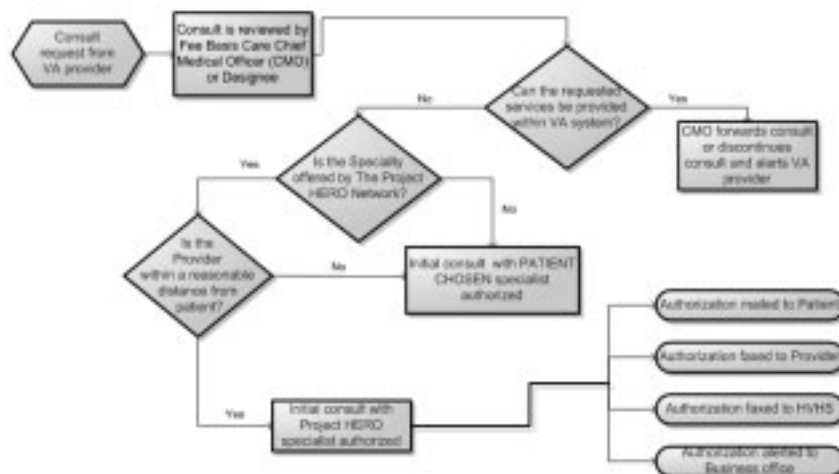 Consult
request from
VA provider
Consult is reviewed by
Fee Basis Care Chief
Medical Officer (CMO)
or Designee
Can the requested
services be provided
within VA system?
No
Yes
CMO forwards consult
or discontinues
consult and alerts VA
provider
Is the Specialty
offered by The Project
HERO Network?
Yes
No
Is the
Provider
within a reasonable
distance from
patient?
No
Initial consult with PATIENT
CHOSEN specialist
authorized
Yes
Initial consult with
Project HERO
specialist authorized
Authorization mailed to Patient
Authorization faxed to Provider
Authorization faxed to HVHS
Authorization alerted to
Business office